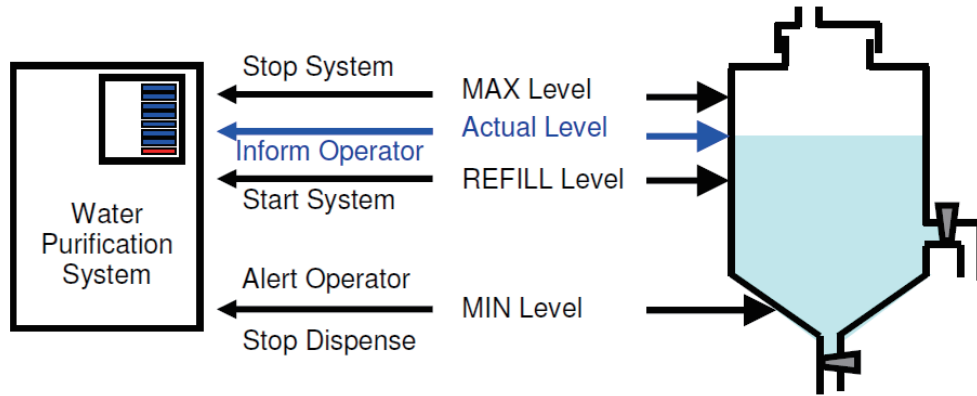 Stop System
MAX Level
Actual Level
Inform Operator
REFILL Level
Start System
Water
Purification
System
Alert Operator
MIN Level
Stop Dispense